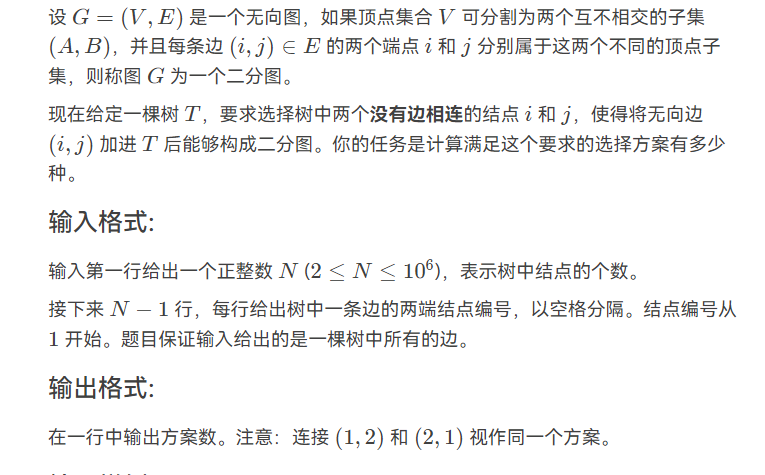 设 G = (V, E) 是一个无向图，如果顶点集合 V 可分割为两个互不相交的子集
(A, B)，并且每条边 (i, j) ∈ E 的两个端点 i 和 j 分别属于这两个不同的顶点子
集，则称图 G 为一个二分图。
现在给定一棵树 T，要求选择树中两个没有边相连的结点 i 和 j，使得将无向边
(i, j) 加进 T 后能够构成二分图。你的任务是计算满足这个要求的选择方案有多少
种。
输入格式:
输入第一行给出一个正整数 N (2 ≤ N ≤ 10⁶)，表示树中结点的个数。
接下来 N − 1 行，每行给出树中一条边的两端结点编号，以空格分隔。结点编号从
1 开始。题目保证输入给出的是一棵树中所有的边。
输出格式:
在一行中输出方案数。注意：连接 (1, 2) 和 (2, 1) 视作同一个方案。